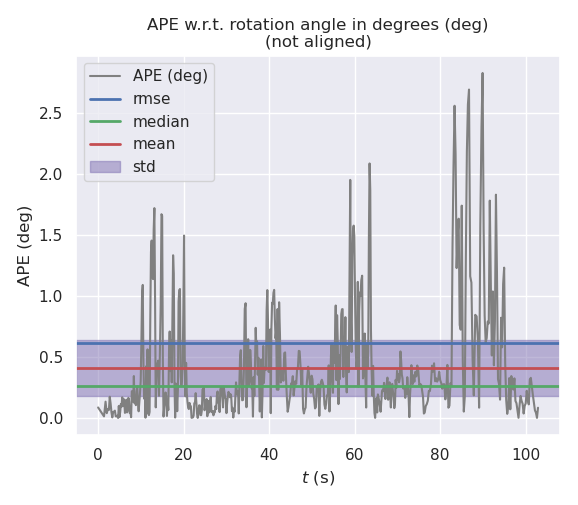 APE w.r.t. rotation angle in degrees (deg)
(not aligned)
APE (deg)
rmse
median
mean
std
APE (deg)
2.5
2.0
1.5
1.0
0.5
0.0
0 20 40 60 80 100
t (s)